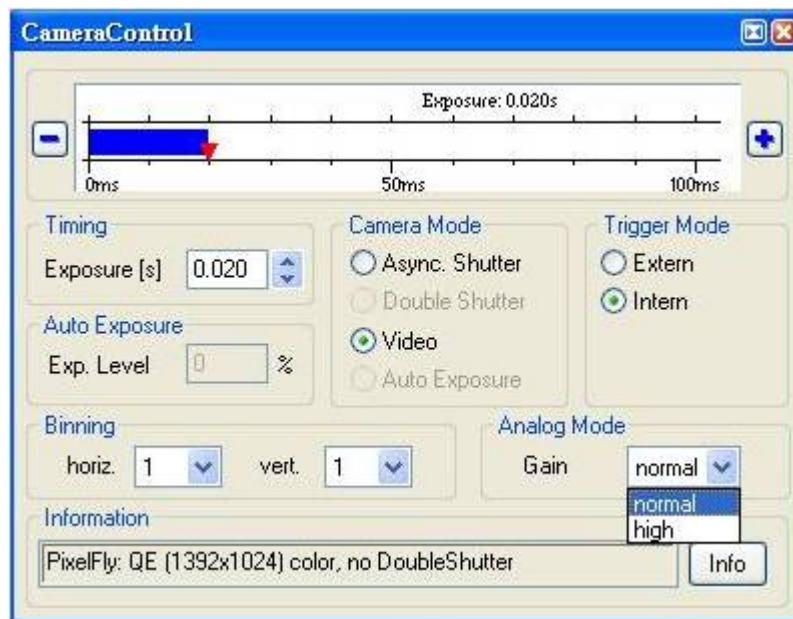 CameraControl
Exposure: 0.020s
0ms 50ms 100ms
Timing
Exposure [s] 0.020
Camera Mode
Async. Shutter
Double Shutter
Video
Auto Exposure
Trigger Mode
Extern
Intern
Auto Exposure
Exp. Level 0 %
Binning
horiz. 1 vert. 1
Analog Mode
Gain normal
normal
high
Information
PixelFly: QE (1392x1024) color, no DoubleShutter
Info